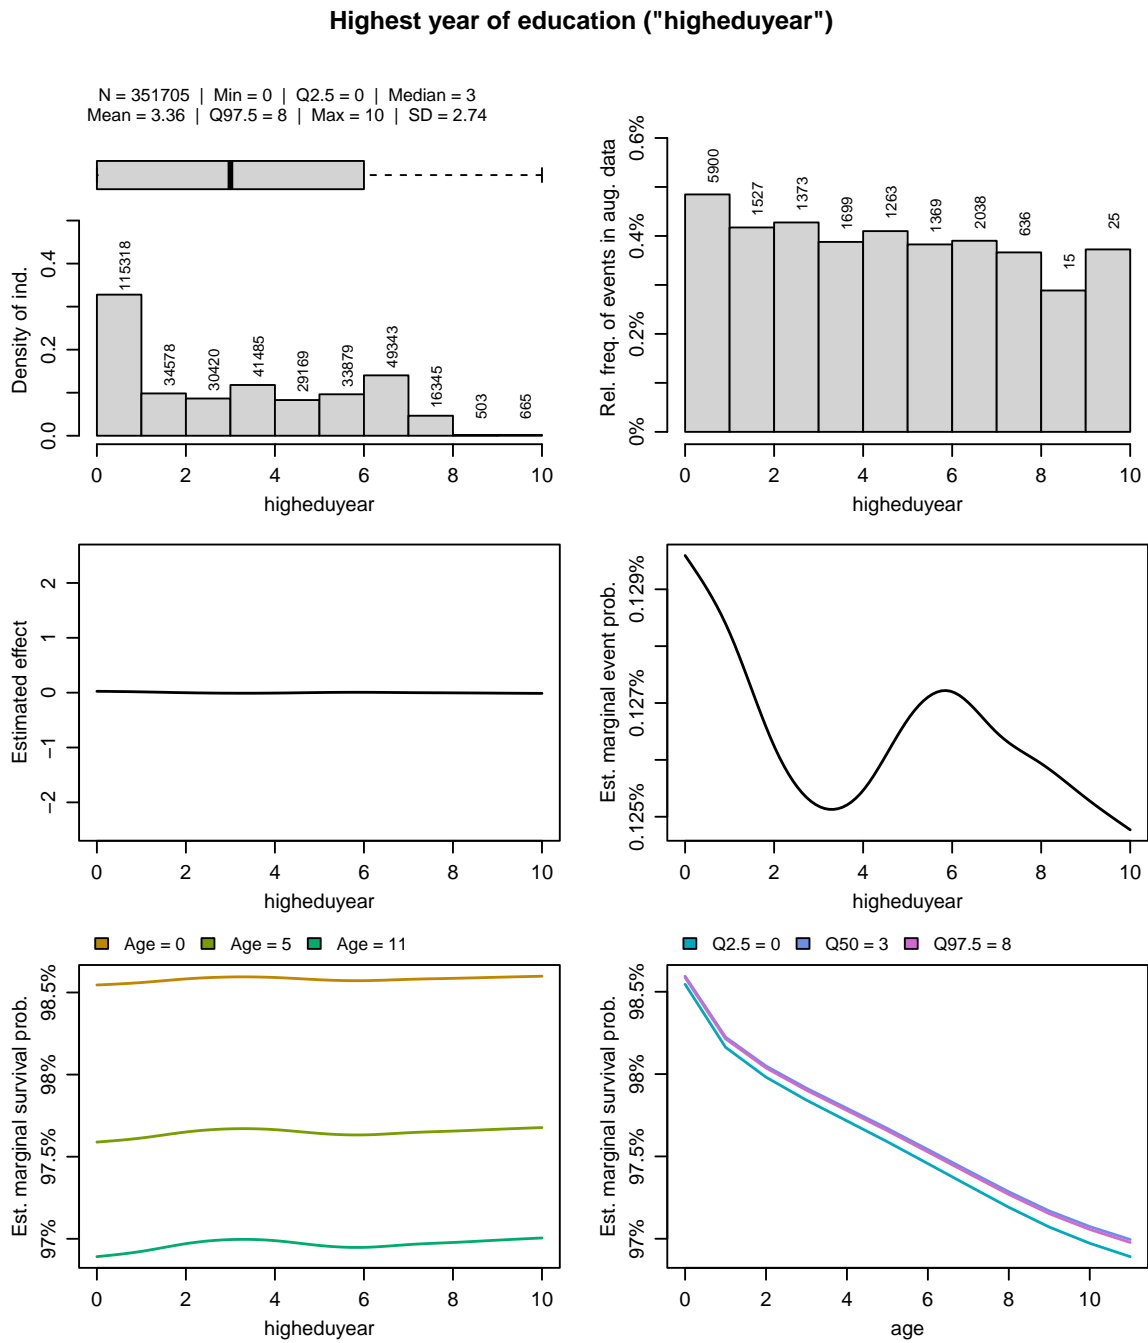 Highest year of education ("higheduyear")
N = 351705 | Min = 0 | Q2.5 = 0 | Median = 3
Mean = 3.36 | Q97.5 = 8 | Max = 10 | SD = 2.74
Density of ind.
0.0 0.2 0.4
115318 34578 30420 41485 29169 33879 49343 16345 503 665
0 2 4 6 8 10
higheduyear
Rel. freq. of events in aug. data
0% 0.2% 0.4% 0.6%
5900 1527 1373 1699 1263 1369 2038 636 15 25
0 2 4 6 8 10
higheduyear
Estimated effect
−2 −1 0 1 2
0 2 4 6 8 10
higheduyear
Est. marginal event prob.
0.125% 0.127% 0.129%
0 2 4 6 8 10
higheduyear
Age = 0 Age = 5 Age = 11
Est. marginal survival prob.
97% 97.5% 98% 98.5%
0 2 4 6 8 10
higheduyear
Q2.5 = 0 Q50 = 3 Q97.5 = 8
Est. marginal survival prob.
97% 97.5% 98% 98.5%
0 2 4 6 8 10
age